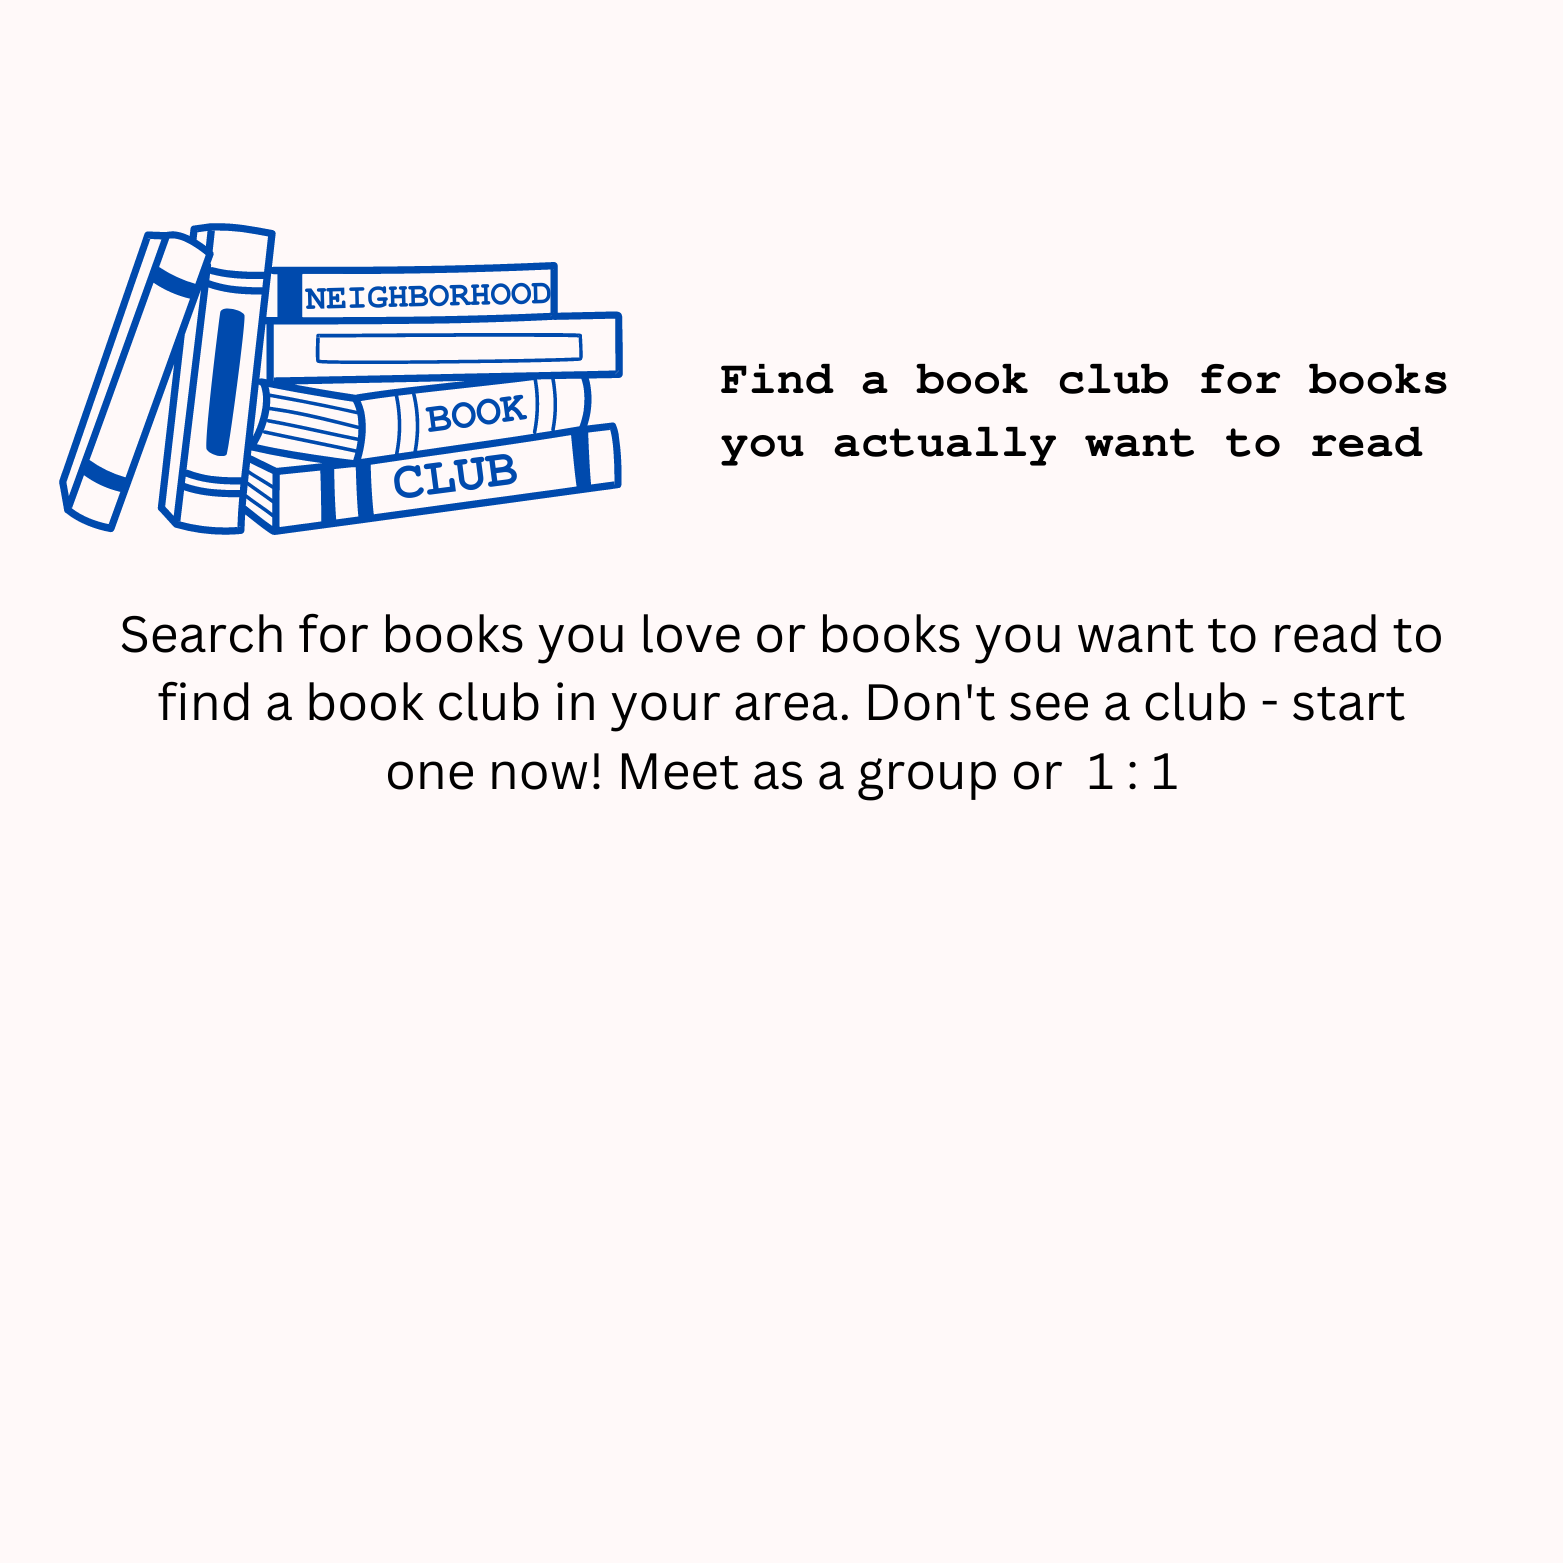 NEIGHBORHOOD
BOOK
CLUB
Find a book club for books
you actually want to read
Search for books you love or books you want to read to
find a book club in your area. Don't see a club - start
one now! Meet as a group or  1 : 1